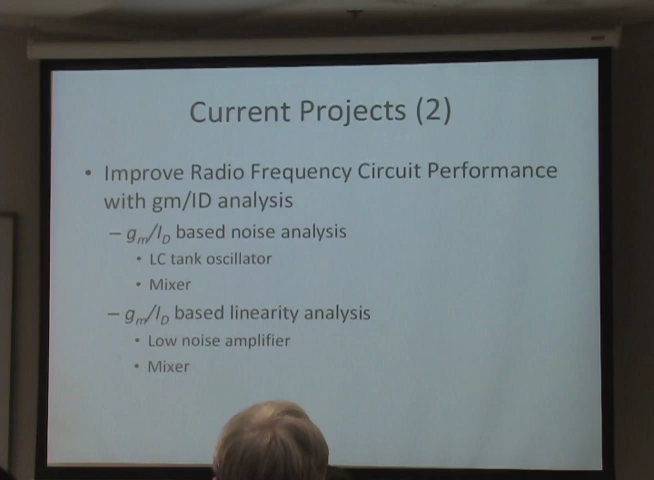 Current Projects (2)
• Improve Radio Frequency Circuit Performance
with gm/ID analysis
– gm/ID based noise analysis
• LC tank oscillator
• Mixer
– gm/ID based linearity analysis
• Low noise amplifier
• Mixer